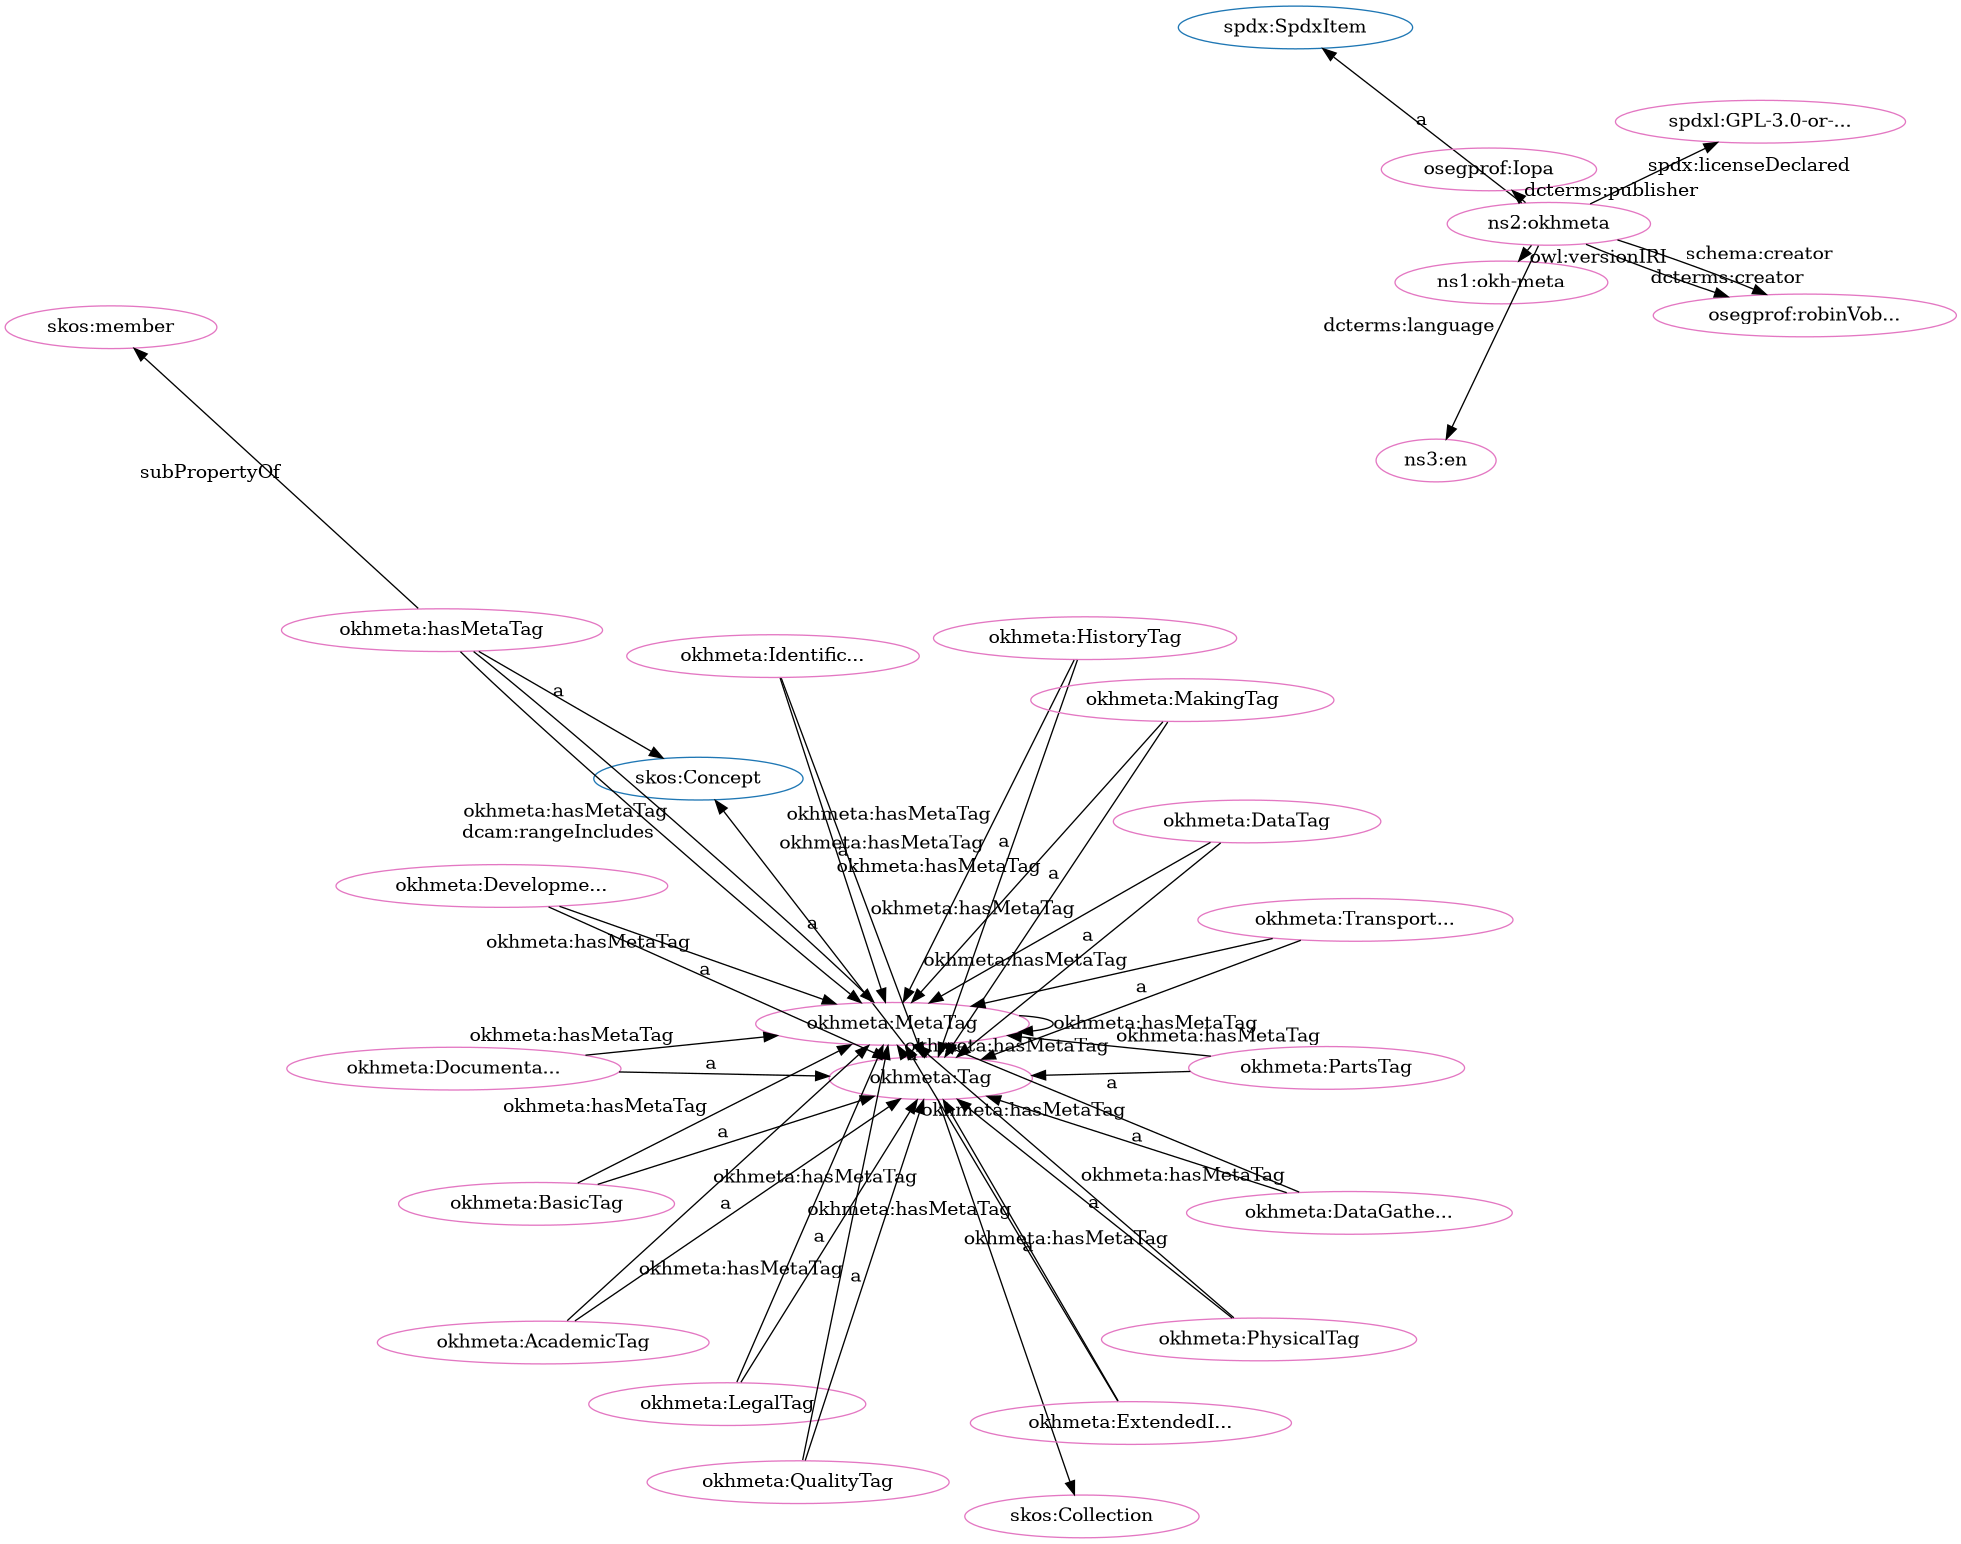 spdx:SpdxItem
a
spdxl:GPL-3.0-or-...
osegprof:Iopa
spdx:licenseDeclared
dcterms:publisher
ns2:okhmeta
owl:versionIRI
schema:creator
ns1:okh-meta
dcterms:creator
osegprof:robinVob...
dcterms:language
skos:member
ns3:en
subPropertyOf
okhmeta:hasMetaTag
okhmeta:HistoryTag
okhmeta:Identific...
a
okhmeta:MakingTag
skos:Concept
okhmeta:hasMetaTag
dcam:rangeIncludes
okhmeta:hasMetaTag
okhmeta:DataTag
okhmeta:hasMetaTag
a
a
okhmeta:hasMetaTag
a
okhmeta:Developme...
okhmeta:hasMetaTag
okhmeta:Transport...
a
a
okhmeta:hasMetaTag
okhmeta:hasMetaTag
a
a
okhmeta:MetaTag
okhmeta:hasMetaTag
okhmeta:hasMetaTag
okhmeta:hasMetaTag
okhmeta:hasMetaTag
a
a
okhmeta:Documenta...
okhmeta:Tag
okhmeta:PartsTag
a
okhmeta:hasMetaTag
okhmeta:hasMetaTag
a
a
okhmeta:hasMetaTag
okhmeta:hasMetaTag
okhmeta:BasicTag
a
okhmeta:hasMetaTag
a
okhmeta:DataGathe...
a
okhmeta:hasMetaTag
a
okhmeta:hasMetaTag
a
okhmeta:AcademicTag
okhmeta:PhysicalTag
okhmeta:LegalTag
okhmeta:ExtendedI...
okhmeta:QualityTag
skos:Collection